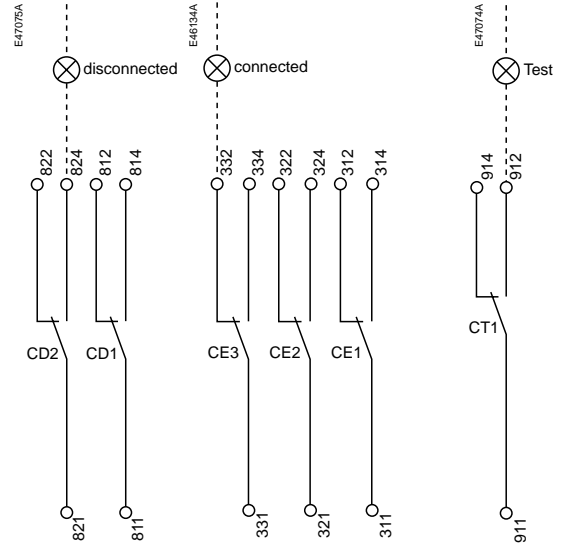 E47075A
E46134A
E47074A
disconnected
connected
Test
822
824
812
814
332
334
322
324
312
314
914
912
CD2
CD1
CE3
CE2
CE1
CT1
821
811
331
321
311
911